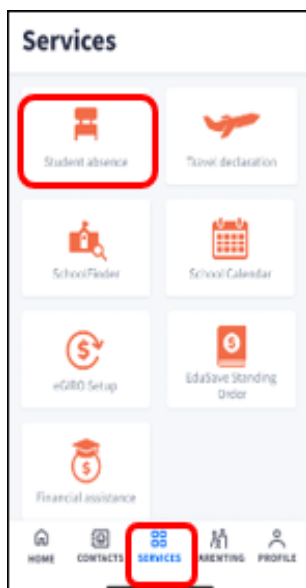 Services
Student absence
Travel declaration
SchoolFinder
School Calendar
eGIRO Setup
EduSave Standing
Order
Financial assistance
HOME CONTACTS SERVICES PARENTING PROFILE